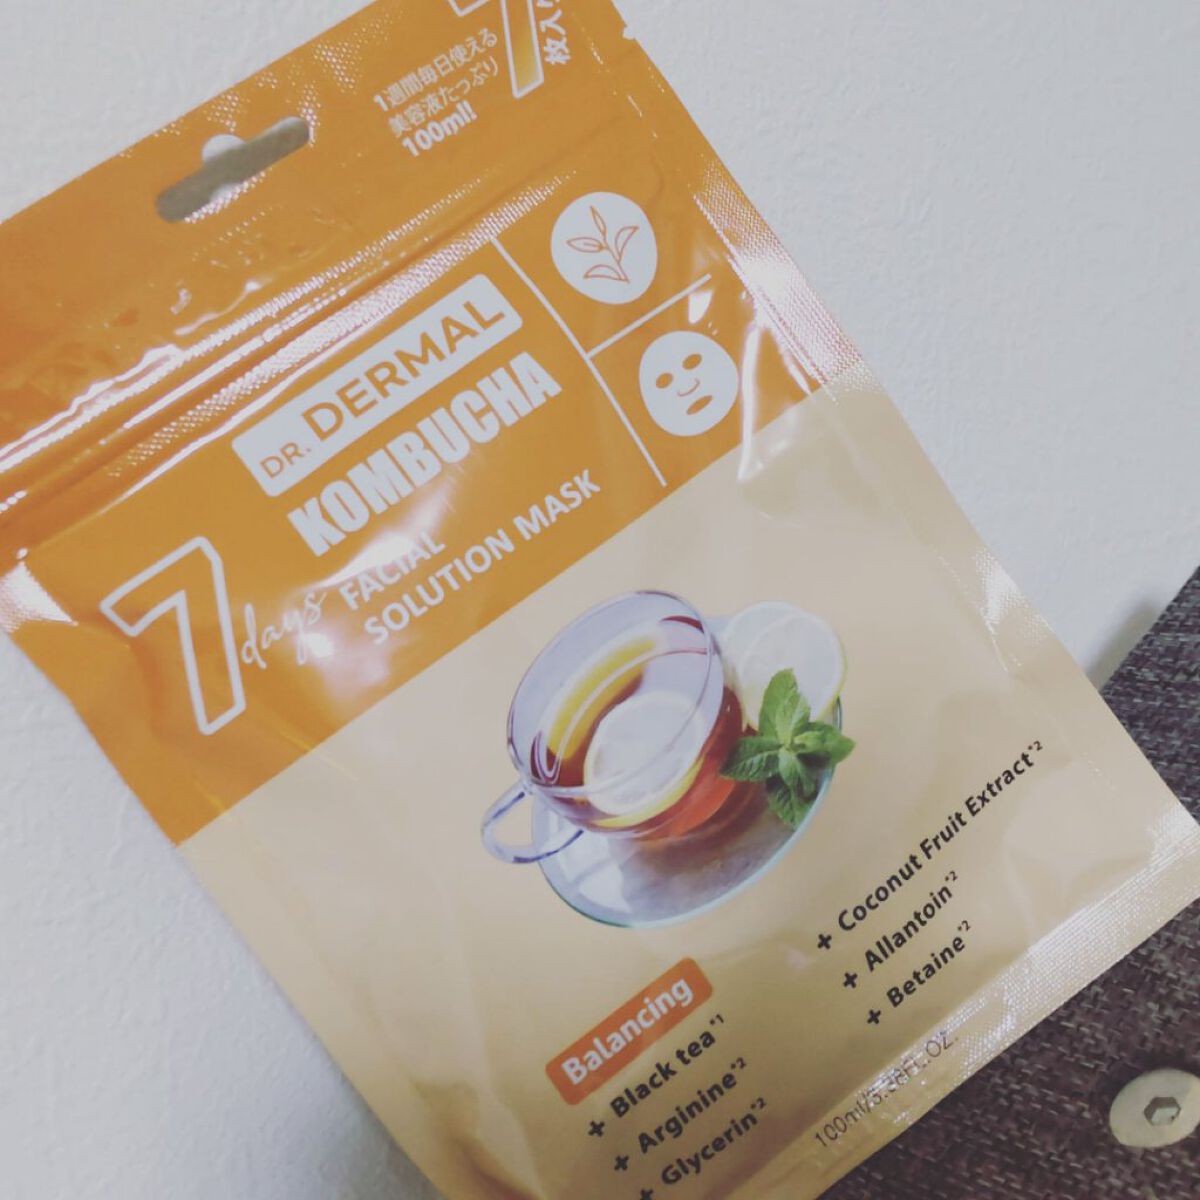 7
枚入り
1週間毎日使える
美容液たっぷり
100ml!
DR. DERMAL
KOMBUCHA
7 days
FACIAL
SOLUTION MASK
Balancing
+ Black tea*1
+ Arginine*2
+ Glycerin*2
+ Coconut Fruit Extract*2
+ Allantoin*2
+ Betaine*2
100ml/3.38FL.OZ.